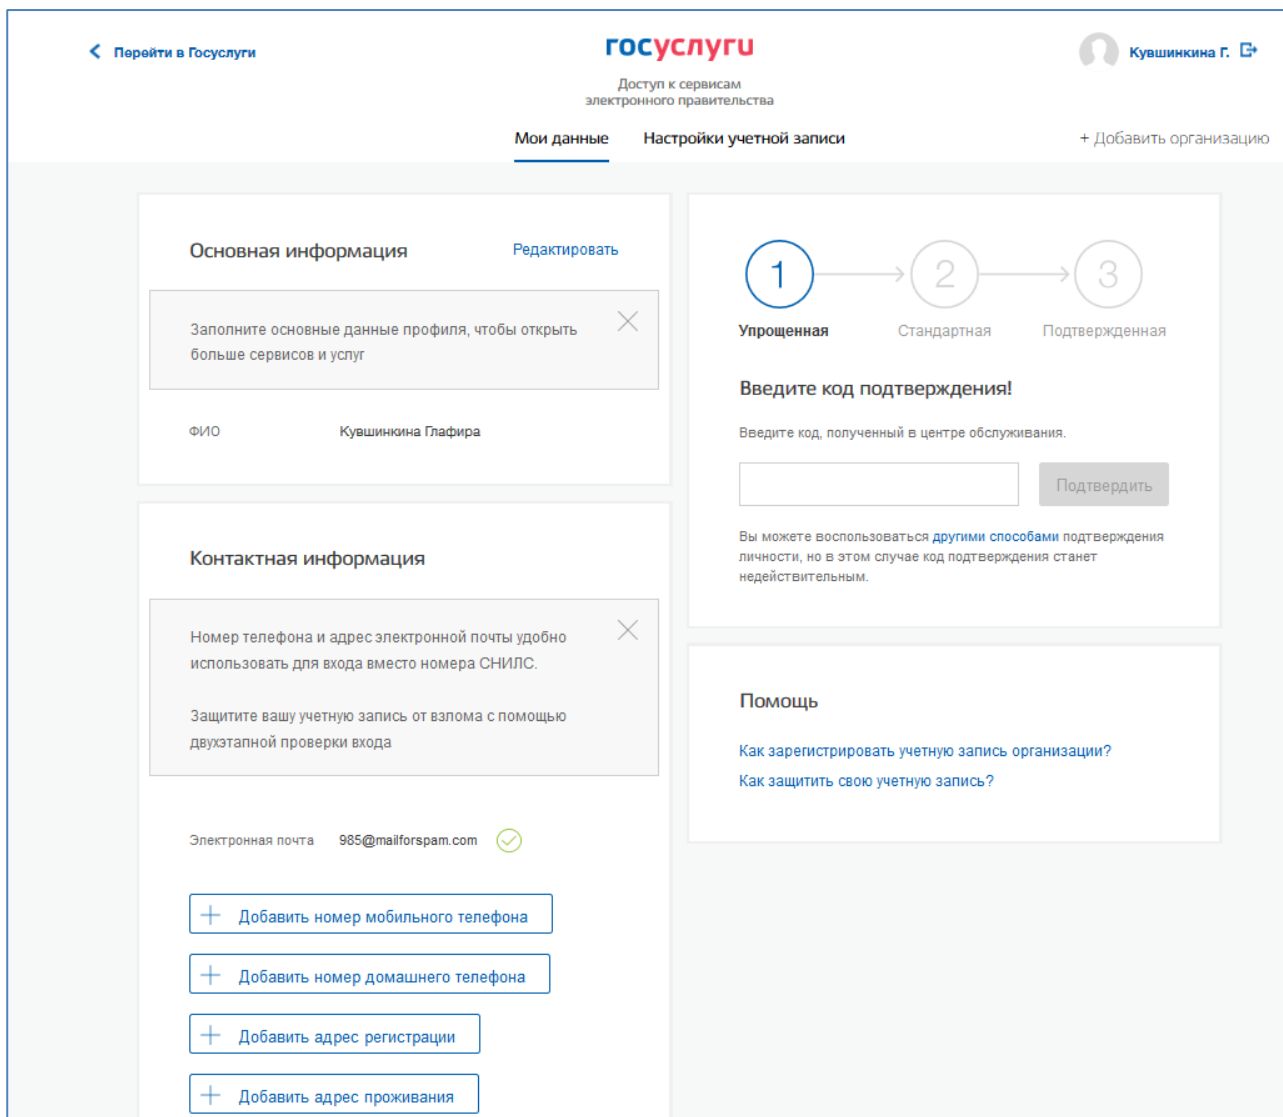 Перейти в Госуслуги
госуслуги
Кувшинкина Г.
Доступ к сервисам
электронного правительства
Мои данные
Настройки учетной записи
+ Добавить организацию
Основная информация
Редактировать
Заполните основные данные профиля, чтобы открыть
больше сервисов и услуг
ФИО
Кувшинкина Глафира
Контактная информация
Номер телефона и адрес электронной почты удобно
использовать для входа вместо номера СНИЛС.
Защитите вашу учетную запись от взлома с помощью
двухэтапной проверки входа
Электронная почта
985@mailforspam.com
Добавить номер мобильного телефона
Добавить номер домашнего телефона
Добавить адрес регистрации
Добавить адрес проживания
1
2
3
Упрощенная
Стандартная
Подтвержденная
Введите код подтверждения!
Введите код, полученный в центре обслуживания.
Подтвердить
Вы можете воспользоваться другими способами подтверждения
личности, но в этом случае код подтверждения станет
недействительным.
Помощь
Как зарегистрировать учетную запись организации?
Как защитить свою учетную запись?